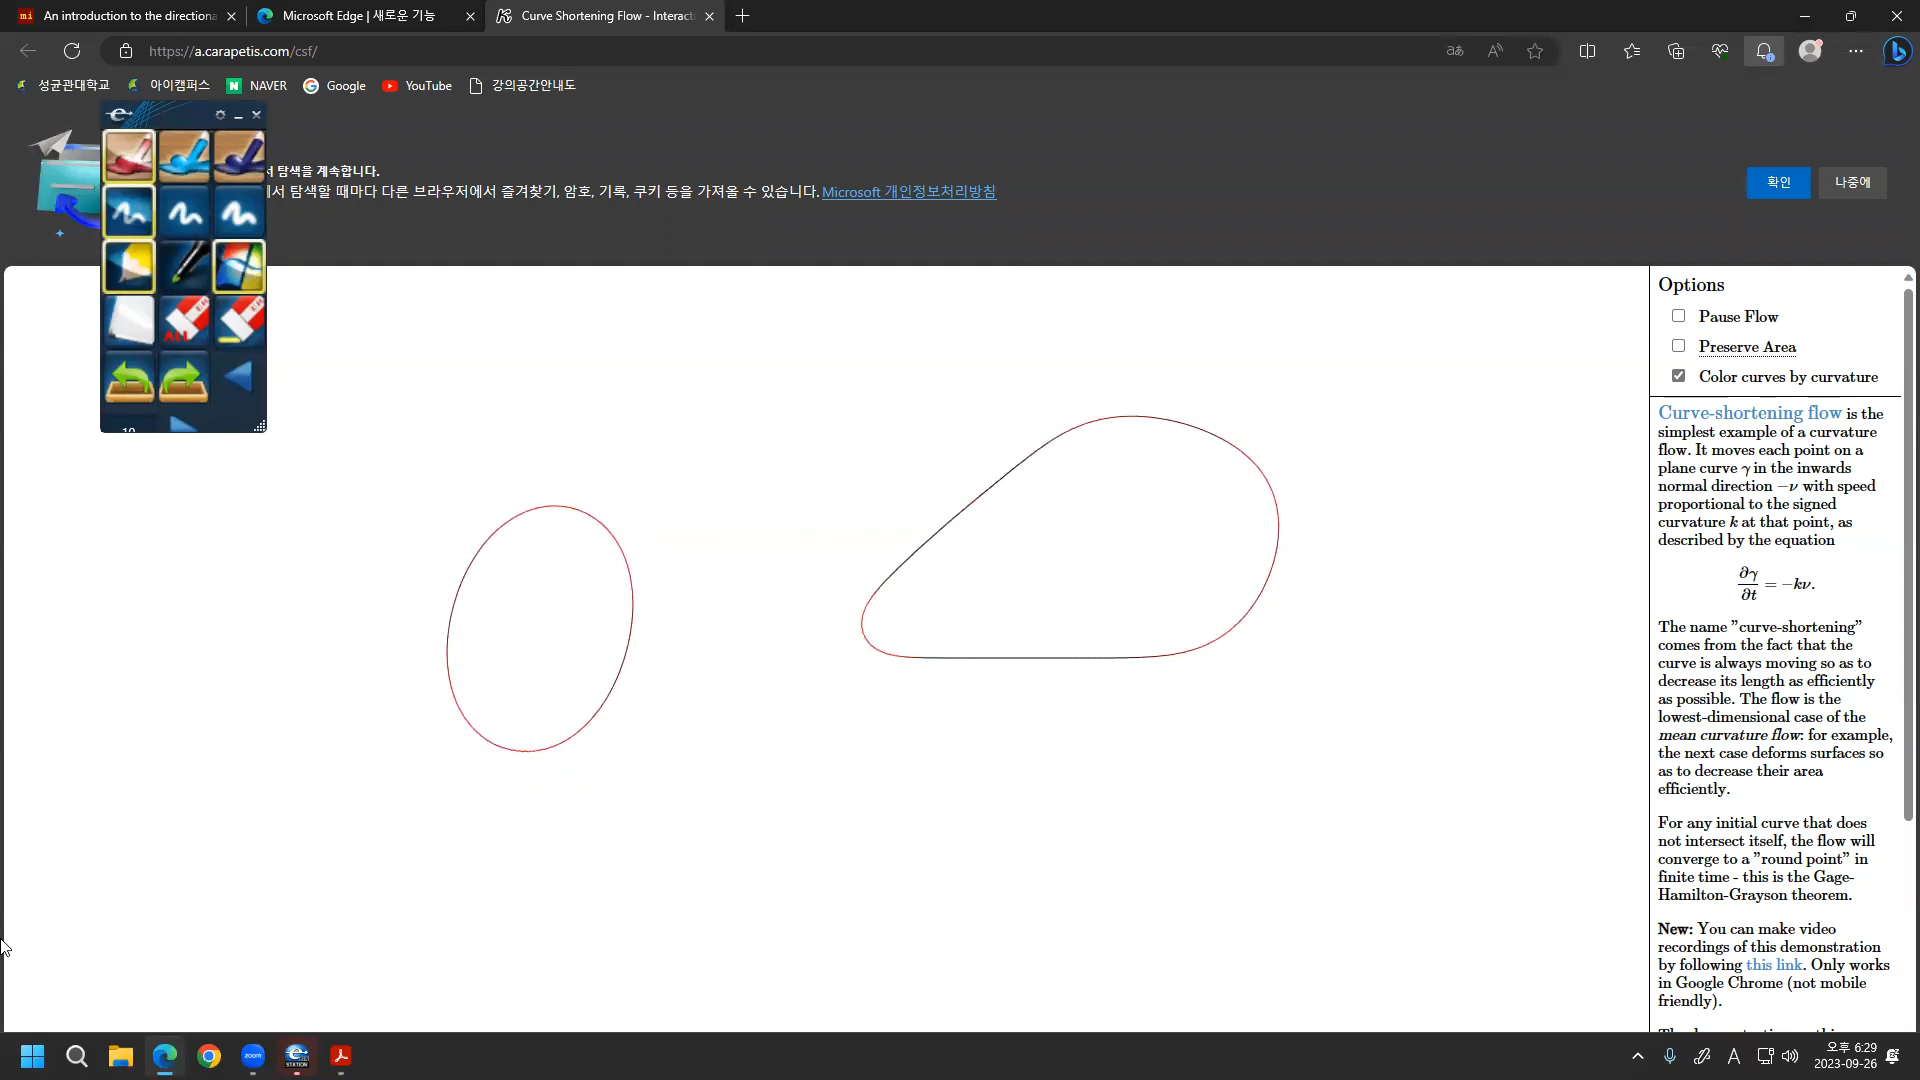 An introduction to the directiona
Microsoft Edge | 새로운 기능
Curve Shortening Flow - Interact
https://a.carapetis.com/csf/
성균관대학교
아이캠퍼스
NAVER
Google
YouTube
강의공간안내도
서 탐색을 계속합니다.
에서 탐색할 때마다 다른 브라우저에서 즐겨찾기, 암호, 기록, 쿠키 등을 가져올 수 있습니다. Microsoft 개인정보처리방침
확인
나중에
ALL
Options
Pause Flow
Preserve Area
Color curves by curvature
Curve-shortening flow is the
simplest example of a curvature
flow. It moves each point on a
plane curve γ in the inwards
normal direction −ν with speed
proportional to the signed
curvature k at that point, as
described by the equation
∂γ/∂t = −kν.
The name "curve-shortening"
comes from the fact that the
curve is always moving so as to
decrease its length as efficiently
as possible. The flow is the
lowest-dimensional case of the
mean curvature flow: for example,
the next case deforms surfaces so
as to decrease their area
efficiently.
For any initial curve that does
not intersect itself, the flow will
converge to a "round point" in
finite time - this is the Gage-
Hamilton-Grayson theorem.
New: You can make video
recordings of this demonstration
by following this link. Only works
in Google Chrome (not mobile
friendly).
zoom
STATION
A
오후 6:29
2023-09-26